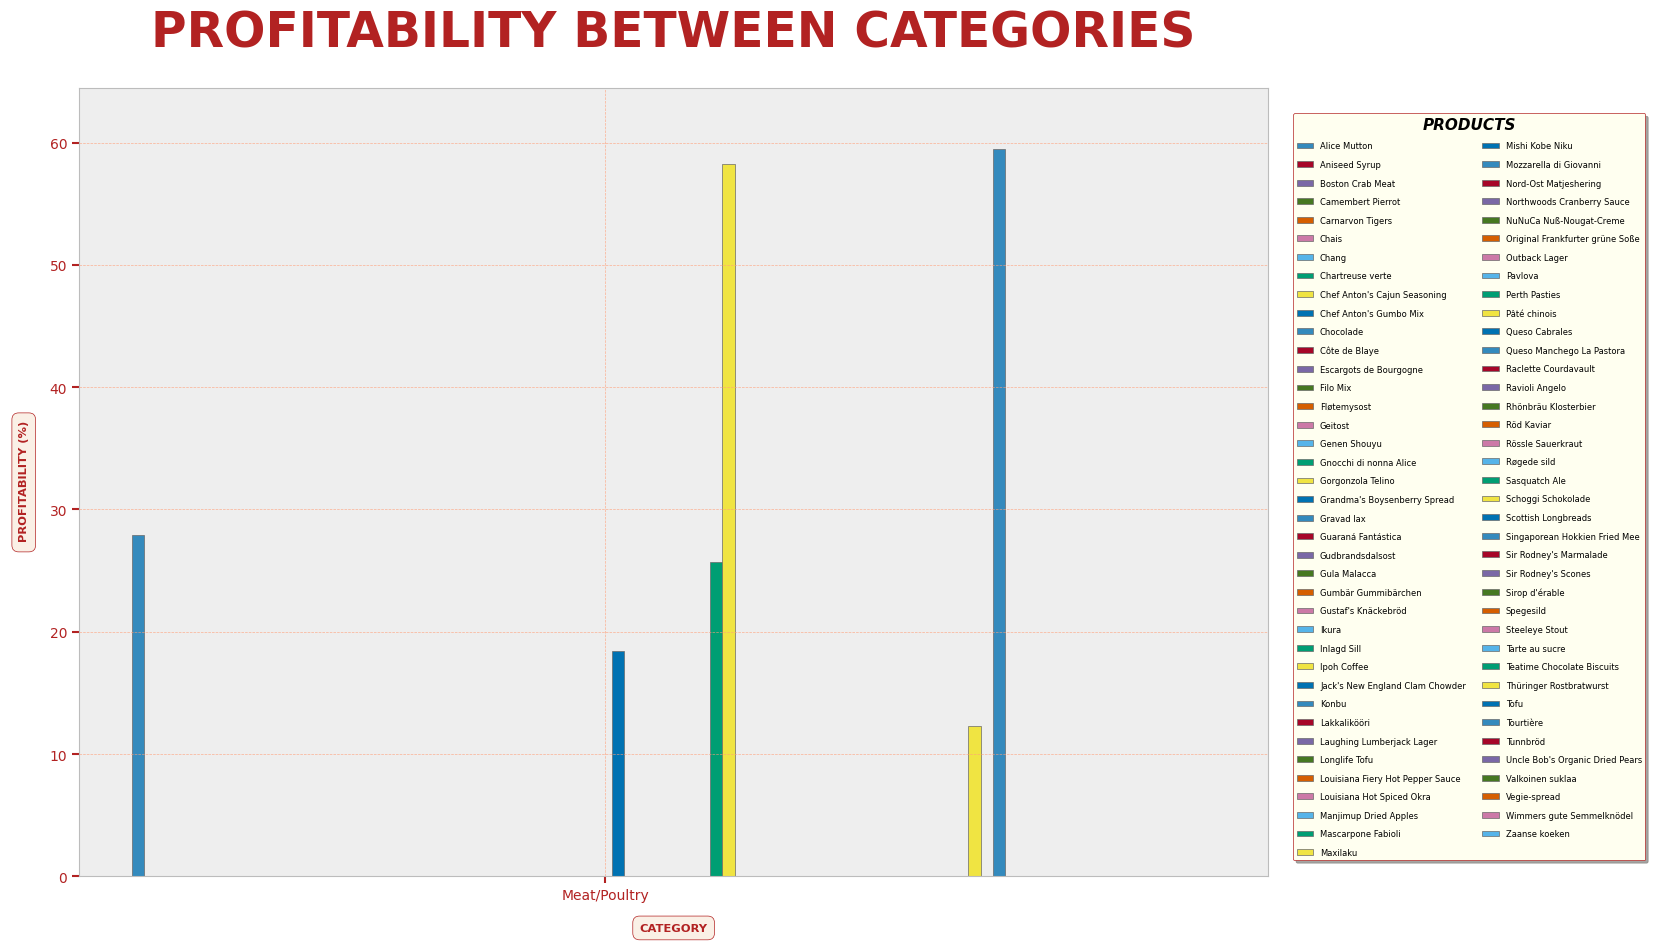 PROFITABILITY BETWEEN CATEGORIES
60
50
40
30
20
10
0
PROFITABILITY (%)
Meat/Poultry
CATEGORY
PRODUCTS
Alice Mutton
Aniseed Syrup
Boston Crab Meat
Camembert Pierrot
Carnarvon Tigers
Chais
Chang
Chartreuse verte
Chef Anton's Cajun Seasoning
Chef Anton's Gumbo Mix
Chocolade
Côte de Blaye
Escargots de Bourgogne
Filo Mix
Fløtemysost
Geitost
Genen Shouyu
Gnocchi di nonna Alice
Gorgonzola Telino
Grandma's Boysenberry Spread
Gravad lax
Guaraná Fantástica
Gudbrandsdalsost
Gula Malacca
Gumbär Gummibärchen
Gustaf's Knäckebröd
Ikura
Inlagd Sill
Ipoh Coffee
Jack's New England Clam Chowder
Konbu
Lakkalikööri
Laughing Lumberjack Lager
Longlife Tofu
Louisiana Fiery Hot Pepper Sauce
Louisiana Hot Spiced Okra
Manjimup Dried Apples
Mascarpone Fabioli
Maxilaku
Mishi Kobe Niku
Mozzarella di Giovanni
Nord-Ost Matjeshering
Northwoods Cranberry Sauce
NuNuCa Nuß-Nougat-Creme
Original Frankfurter grüne Soße
Outback Lager
Pavlova
Perth Pasties
Pâté chinois
Queso Cabrales
Queso Manchego La Pastora
Raclette Courdavault
Ravioli Angelo
Rhönbräu Klosterbier
Röd Kaviar
Rössle Sauerkraut
Røgede sild
Sasquatch Ale
Schoggi Schokolade
Scottish Longbreads
Singaporean Hokkien Fried Mee
Sir Rodney's Marmalade
Sir Rodney's Scones
Sirop d'érable
Spegesild
Steeleye Stout
Tarte au sucre
Teatime Chocolate Biscuits
Thüringer Rostbratwurst
Tofu
Tourtière
Tunnbröd
Uncle Bob's Organic Dried Pears
Valkoinen suklaa
Vegie-spread
Wimmers gute Semmelknödel
Zaanse koeken